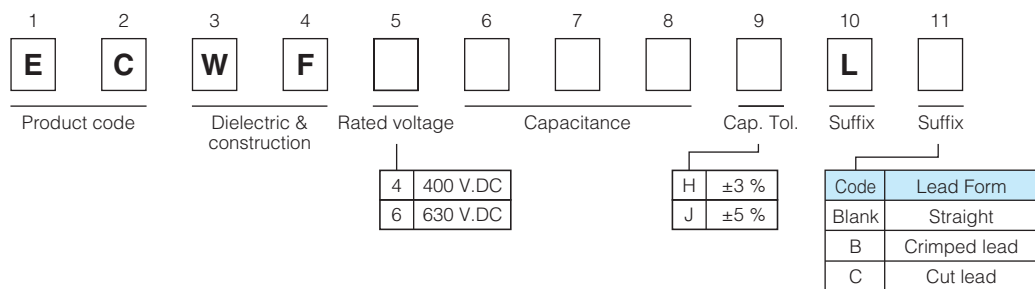 1 2 3 4 5 6 7 8 9 10 11
E C W F L
Product code Dielectric & construction Rated voltage Capacitance Cap. Tol. Suffix Suffix
4 400 V.DC
6 630 V.DC
H ±3 %
J ±5 %
Code Lead Form
Blank Straight
B Crimped lead
C Cut lead